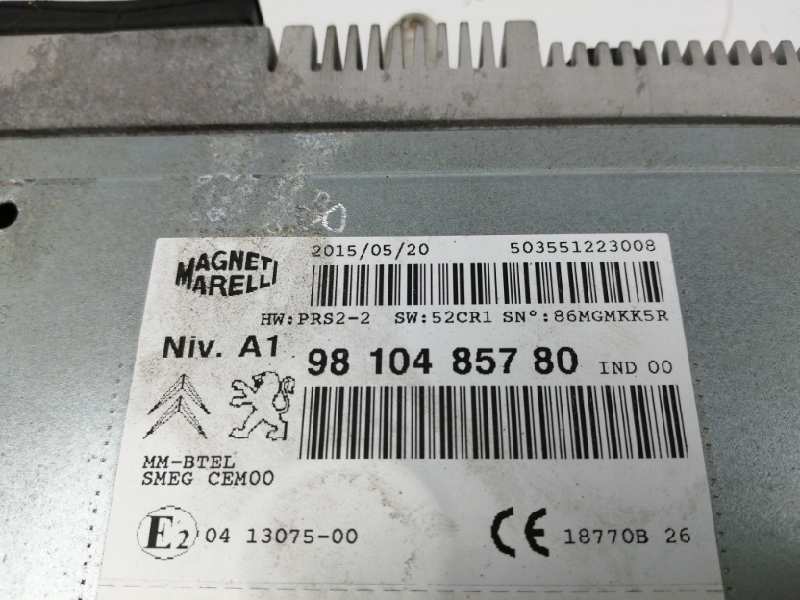 MAGNETI MARELLI
2015/05/20 503551223008
HW:PRS2-2 SW:52CR1 SN°:86MGMKK5R
Niv. A1 98 104 857 80 IND 00
MM-BTEL
SMEG CEM00
E2 04 13075-00 CE 18770B 26